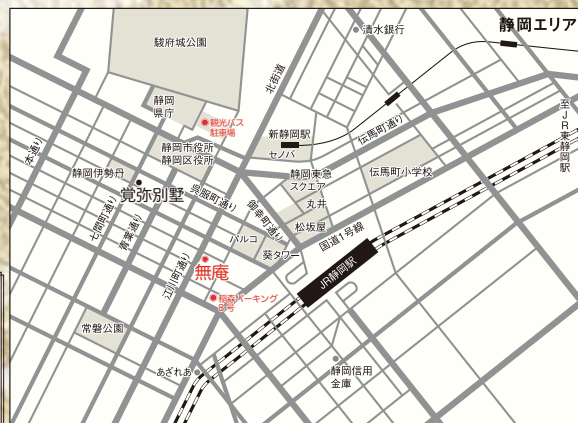 静岡エリア
清水銀行
駿府城公園
北街道
静岡
県庁
観光バス
駐車場
新静岡駅
セノバ
伝馬町通り
至JR東静岡駅
本通り
静岡市役所
静岡区役所
静岡伊勢丹
覚弥別墅
静岡東急
スクエア
伝馬町小学校
呉服町通り
丸井
御幸町通り
松坂屋
七間町通り
青葉通り
パルコ
国道1号線
葵タワー
江川町通り
無庵
JR静岡駅
稲森パーキング
8号
常磐公園
あざれあ
静岡信用
金庫